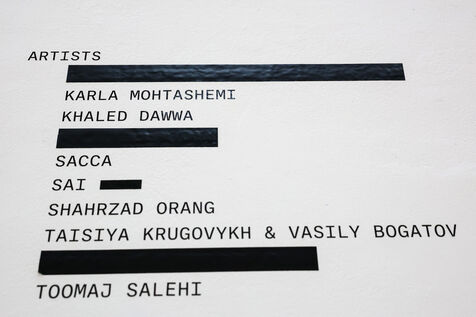 ARTISTS
KARLA MOHTASHEMI
KHALED DAWWA
SACCA
SAI
SHAHRZAD ORANG
TAISIYA KRUGOVYKH & VASILY BOGATOV
TOOMAJ SALEHI